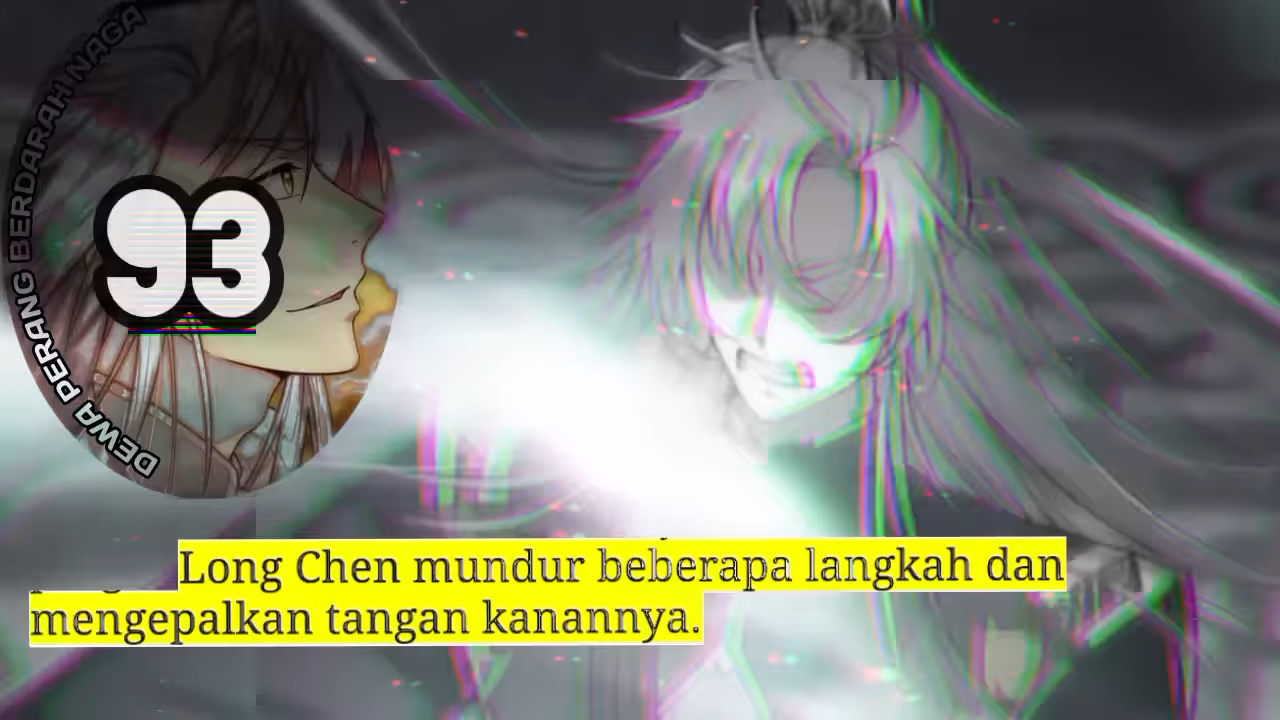 DEWA PERANG BERDARAH NAGA
93
Long Chen mundur beberapa langkah dan
mengepalkan tangan kanannya.